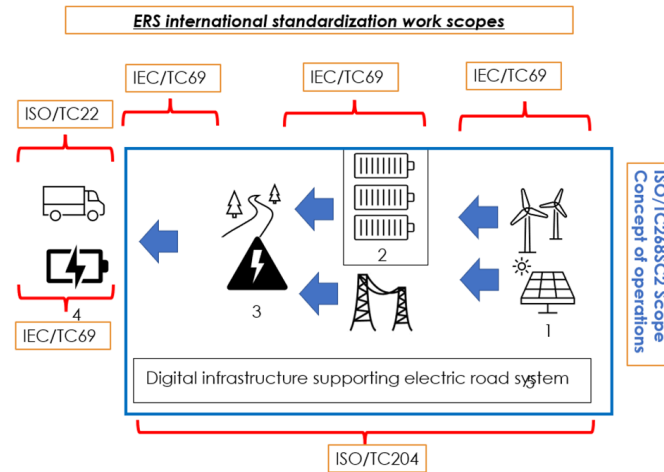 ERS international standardization work scopes
IEC/TC69
IEC/TC69
IEC/TC69
ISO/TC22
ISO/TC268SC2 Scope
Concept of operations
2
3
1
4
IEC/TC69
Digital infrastructure supporting electric road system
5
ISO/TC204